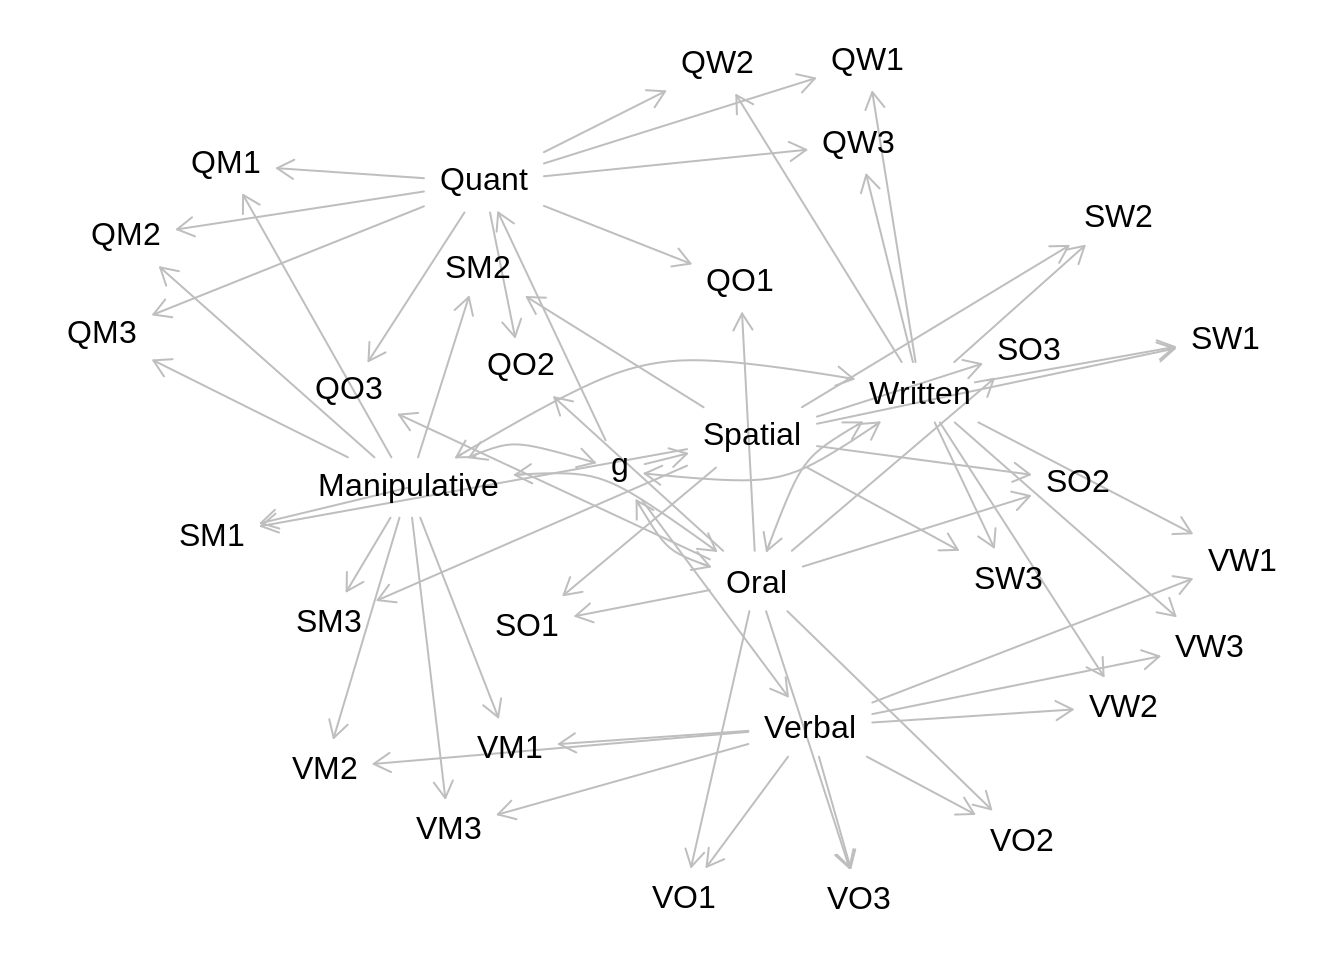 QW2
QW1
QW3
QM1
Quant
SW2
QM2
SM2
QO1
QM3
SW1
SO3
QO2
QO3
Written
Spatial
g
Manipulative
SO2
SM1
VW1
Oral
SW3
SM3
SO1
VW3
VW2
Verbal
VM1
VM2
VM3
VO2
VO1
VO3